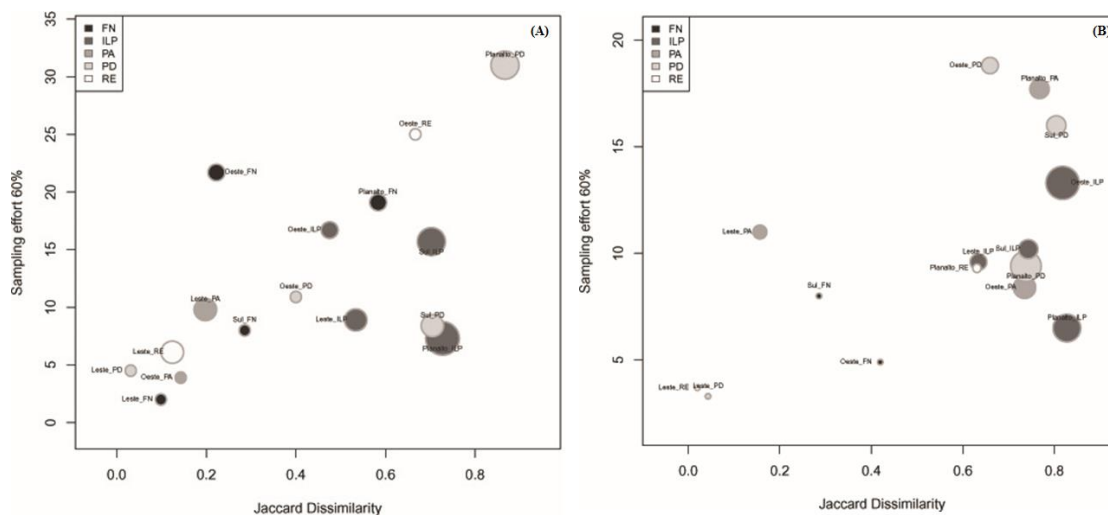 (A)
FN
ILP
PA
PD
RE
Sampling effort 60%
35
30
25
20
15
10
5
0
Planalto_PD
Oeste_RE
Oeste_FN
Planalto_FN
Oeste_ILP
Sul_ILP
Oeste_PD
Leste_PA
Sul_FN
Leste_ILP
Sul_PD
Planalto_ILP
Leste_RE
Leste_PD
Oeste_PA
Leste_FN
0.0 0.2 0.4 0.6 0.8
Jaccard Dissimilarity
(B)
FN
ILP
PA
PD
RE
Sampling effort 60%
20
15
10
5
Oeste_PD
Planalto_PA
Sul_PD
Oeste_ILP
Leste_PA
Leste_ILP
Sul_ILP
Planalto_RE
Planalto_PD
Oeste_PA
Sul_FN
Planalto_ILP
Oeste_FN
Leste_RE
Leste_PD
0.0 0.2 0.4 0.6 0.8
Jaccard Dissimilarity